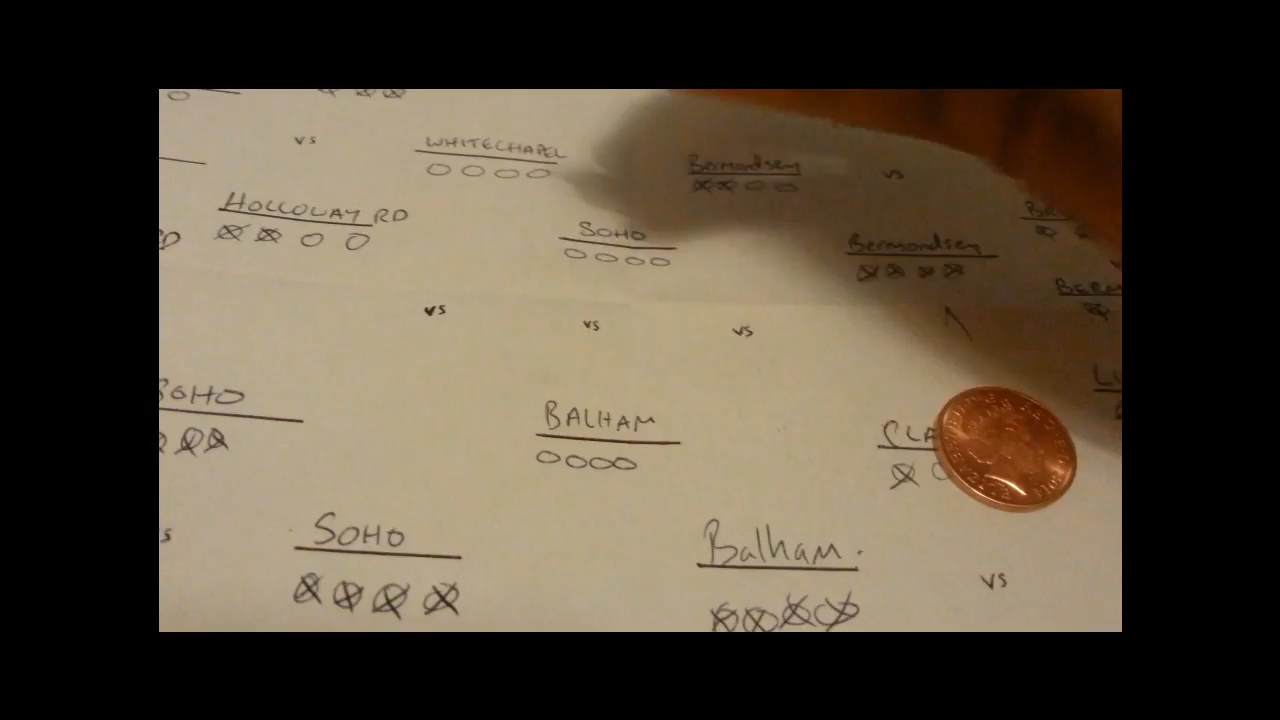 vs
WHITECHAPEL
Bermondsey
vs
HOLLOWAY RD
SOHO
Bermondsey
vs
vs
vs
SOHO
BALHAM
SOHO
Balham.
vs